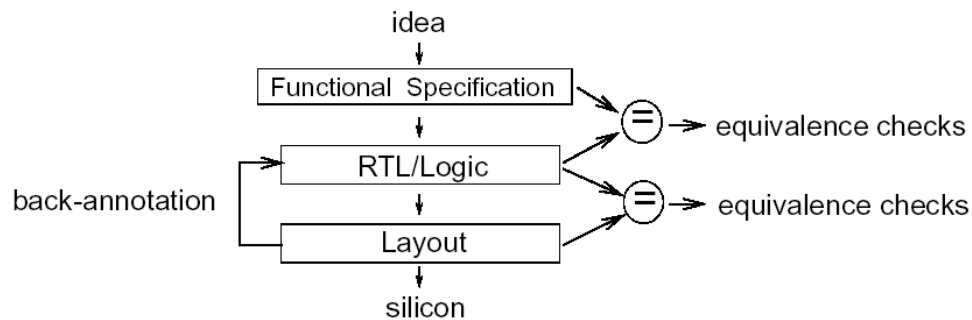 idea
Functional Specification
=
equivalence checks
RTL/Logic
back-annotation
=
equivalence checks
Layout
silicon